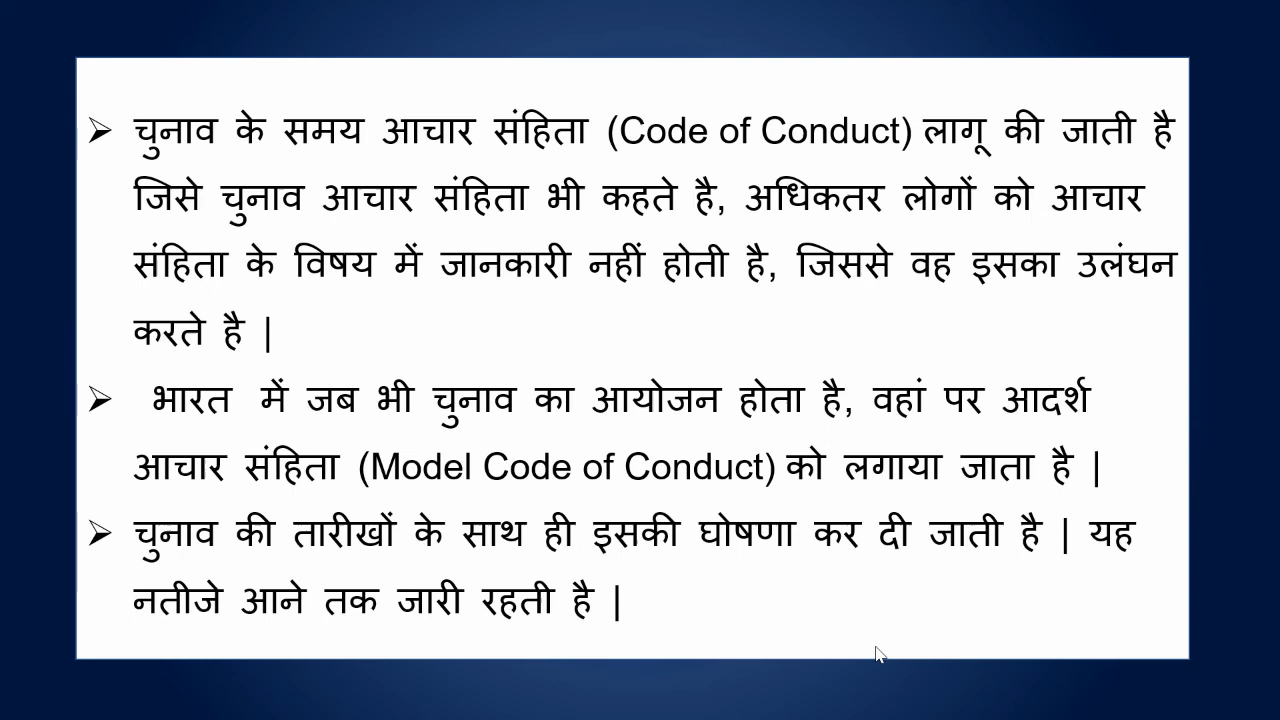 ➢ चुनाव के समय आचार संहिता (Code of Conduct) लागू की जाती है
जिसे चुनाव आचार संहिता भी कहते है, अधिकतर लोगों को आचार
संहिता के विषय में जानकारी नहीं होती है, जिससे वह इसका उलंघन
करते है |
➢ भारत में जब भी चुनाव का आयोजन होता है, वहां पर आदर्श
आचार संहिता (Model Code of Conduct) को लगाया जाता है |
➢ चुनाव की तारीखों के साथ ही इसकी घोषणा कर दी जाती है | यह
नतीजे आने तक जारी रहती है |